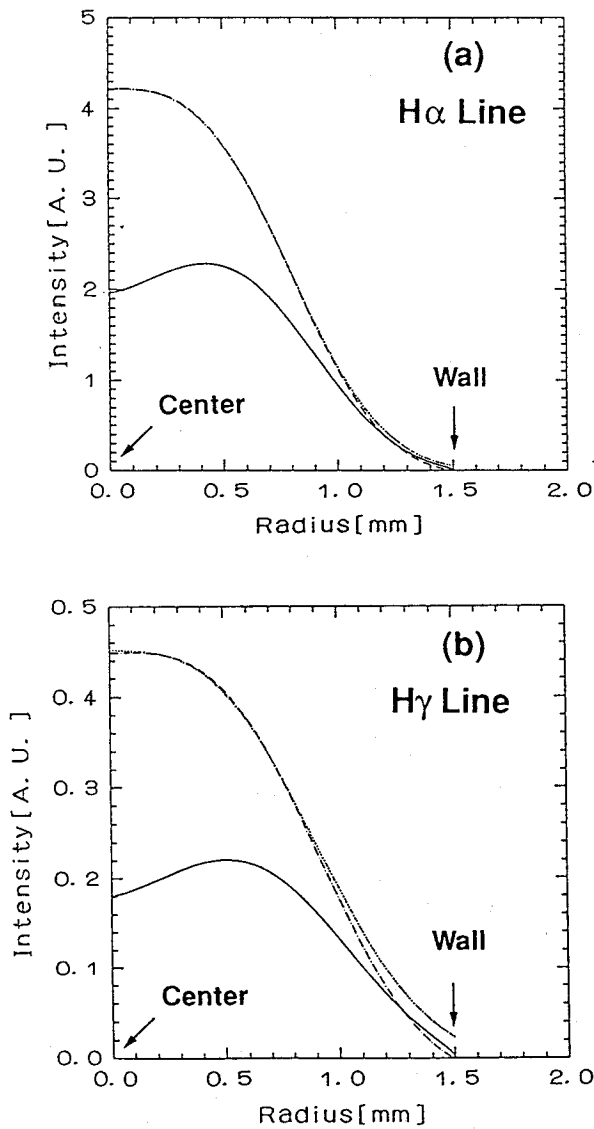 (a)
Hα Line
5
4
3
2
1
0
Intensity[A. U. ]
Center
Wall
0.0
0.5
1.0
1.5
2.0
Radius[mm]
(b)
Hγ Line
0.5
0.4
0.3
0.2
0.1
0.0
Intensity[A. U. ]
Center
Wall
0.0
0.5
1.0
1.5
2.0
Radius[mm]